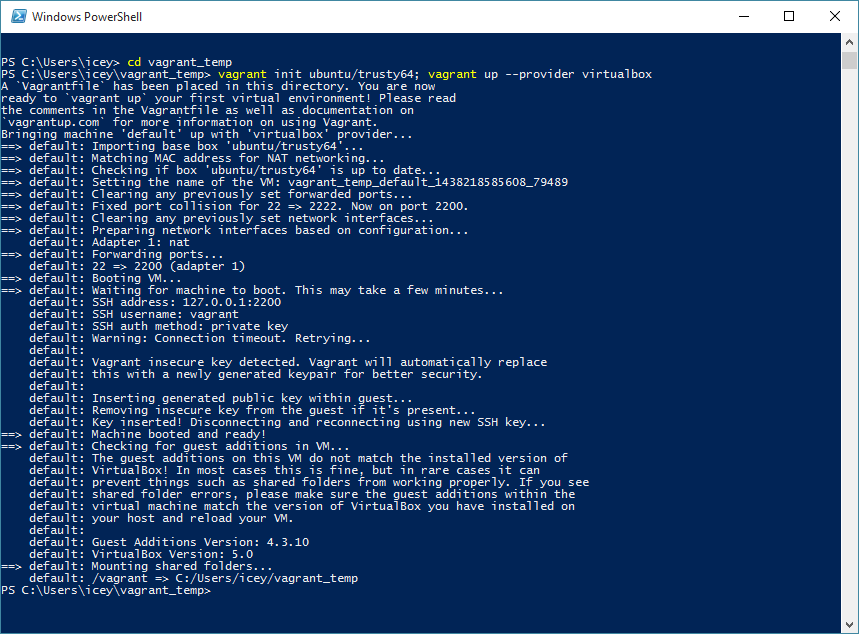 Windows PowerShell
PS C:\Users\icey> cd vagrant_temp
PS C:\Users\icey\vagrant_temp> vagrant init ubuntu/trusty64; vagrant up --provider virtualbox
A `Vagrantfile` has been placed in this directory. You are now
ready to `vagrant up` your first virtual environment! Please read
the comments in the Vagrantfile as well as documentation on
`vagrantup.com` for more information on using Vagrant.
Bringing machine 'default' up with 'virtualbox' provider...
==> default: Importing base box 'ubuntu/trusty64'...
==> default: Matching MAC address for NAT networking...
==> default: Checking if box 'ubuntu/trusty64' is up to date...
==> default: Setting the name of the VM: vagrant_temp_default_1438218585608_79489
==> default: Clearing any previously set forwarded ports...
==> default: Fixed port collision for 22 => 2222. Now on port 2200.
==> default: Clearing any previously set network interfaces...
==> default: Preparing network interfaces based on configuration...
    default: Adapter 1: nat
==> default: Forwarding ports...
    default: 22 => 2200 (adapter 1)
==> default: Booting VM...
==> default: Waiting for machine to boot. This may take a few minutes...
    default: SSH address: 127.0.0.1:2200
    default: SSH username: vagrant
    default: SSH auth method: private key
    default: Warning: Connection timeout. Retrying...
    default:
    default: Vagrant insecure key detected. Vagrant will automatically replace
    default: this with a newly generated keypair for better security.
    default:
    default: Inserting generated public key within guest...
    default: Removing insecure key from the guest if it's present...
    default: Key inserted! Disconnecting and reconnecting using new SSH key...
==> default: Machine booted and ready!
==> default: Checking for guest additions in VM...
    default: The guest additions on this VM do not match the installed version of
    default: VirtualBox! In most cases this is fine, but in rare cases it can
    default: prevent things such as shared folders from working properly. If you see
    default: shared folder errors, please make sure the guest additions within the
    default: virtual machine match the version of VirtualBox you have installed on
    default: your host and reload your VM.
    default:
    default: Guest Additions Version: 4.3.10
    default: VirtualBox Version: 5.0
==> default: Mounting shared folders...
    default: /vagrant => C:/Users/icey/vagrant_temp
PS C:\Users\icey\vagrant_temp>